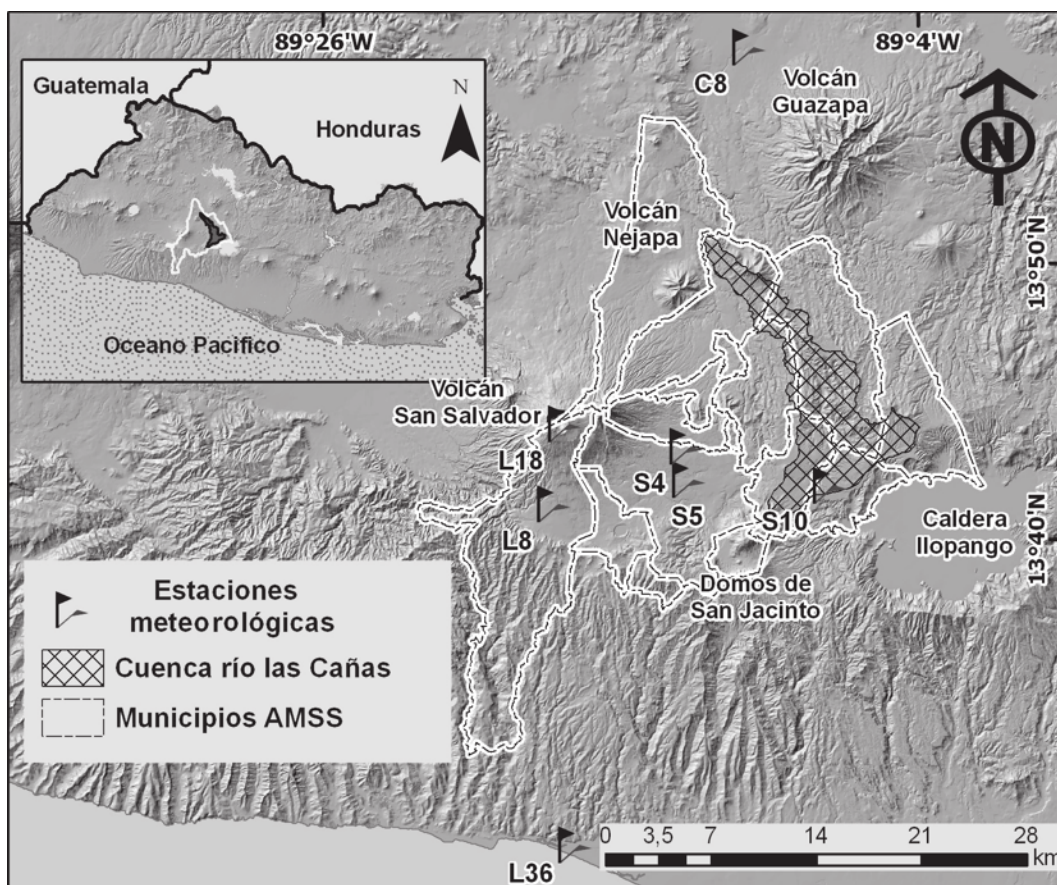 89°26'W
89°4'W
C8
Volcán
Guazapa
Guatemala
N
Honduras
Oceano Pacifico
N
Volcán
Nejapa
13°50'N
Volcán
San Salvador
L18
S4
L8
S5
S10
Caldera
Ilopango
13°40'N
Domos de
San Jacinto
Estaciones
meteorológicas
Cuenca río las Cañas
Municipios AMSS
0 3,5 7 14 21 28
km
L36